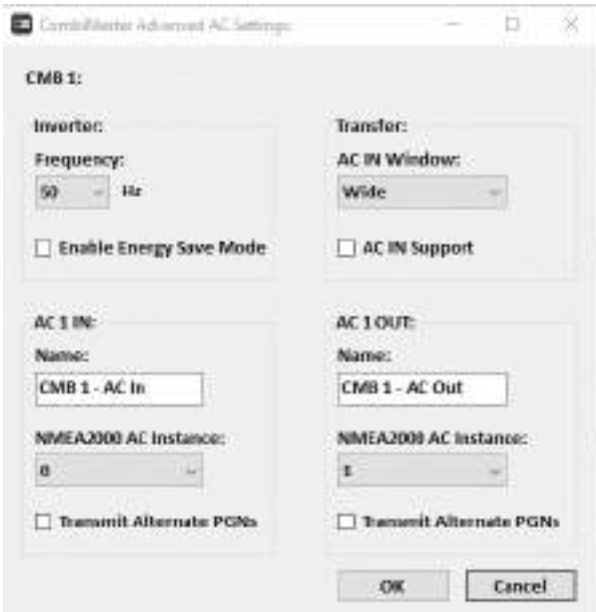 CombiMaster Advanced AC Settings
CMB 1:
Inverter:
Frequency:
50 Hz
Enable Energy Save Mode
Transfer:
AC IN Window:
Wide
AC IN Support
AC 1 IN:
Name:
CMB 1 - AC In
NMEA2000 AC Instance:
0
Transmit Alternate PGNs
AC 1 OUT:
Name:
CMB 1 - AC Out
NMEA2000 AC Instance:
1
Transmit Alternate PGNs
OK
Cancel